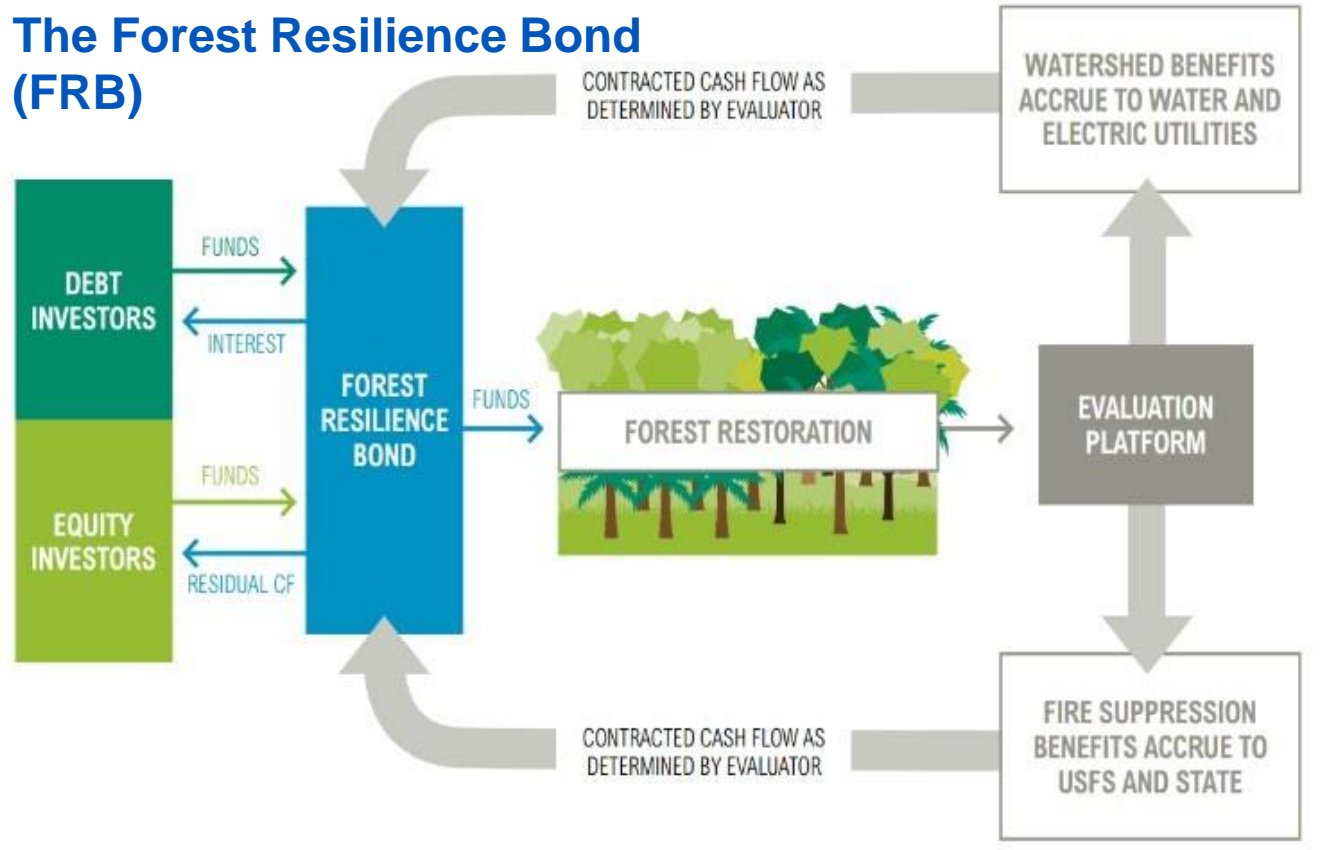 The Forest Resilience Bond
(FRB)
CONTRACTED CASH FLOW AS
DETERMINED BY EVALUATOR
WATERSHED BENEFITS
ACCRUE TO WATER AND
ELECTRIC UTILITIES
DEBT
INVESTORS
FUNDS
INTEREST
EQUITY
INVESTORS
FUNDS
RESIDUAL CF
FOREST
RESILIENCE
BOND
FUNDS
FOREST RESTORATION
EVALUATION
PLATFORM
CONTRACTED CASH FLOW AS
DETERMINED BY EVALUATOR
FIRE SUPPRESSION
BENEFITS ACCRUE TO
USFS AND STATE